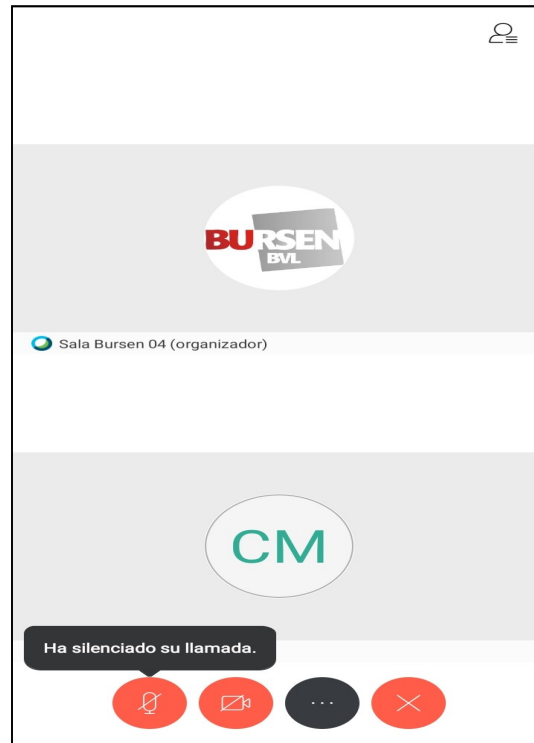 BURSEN
BVL
Sala Bursen 04 (organizador)
CM
Ha silenciado su llamada.